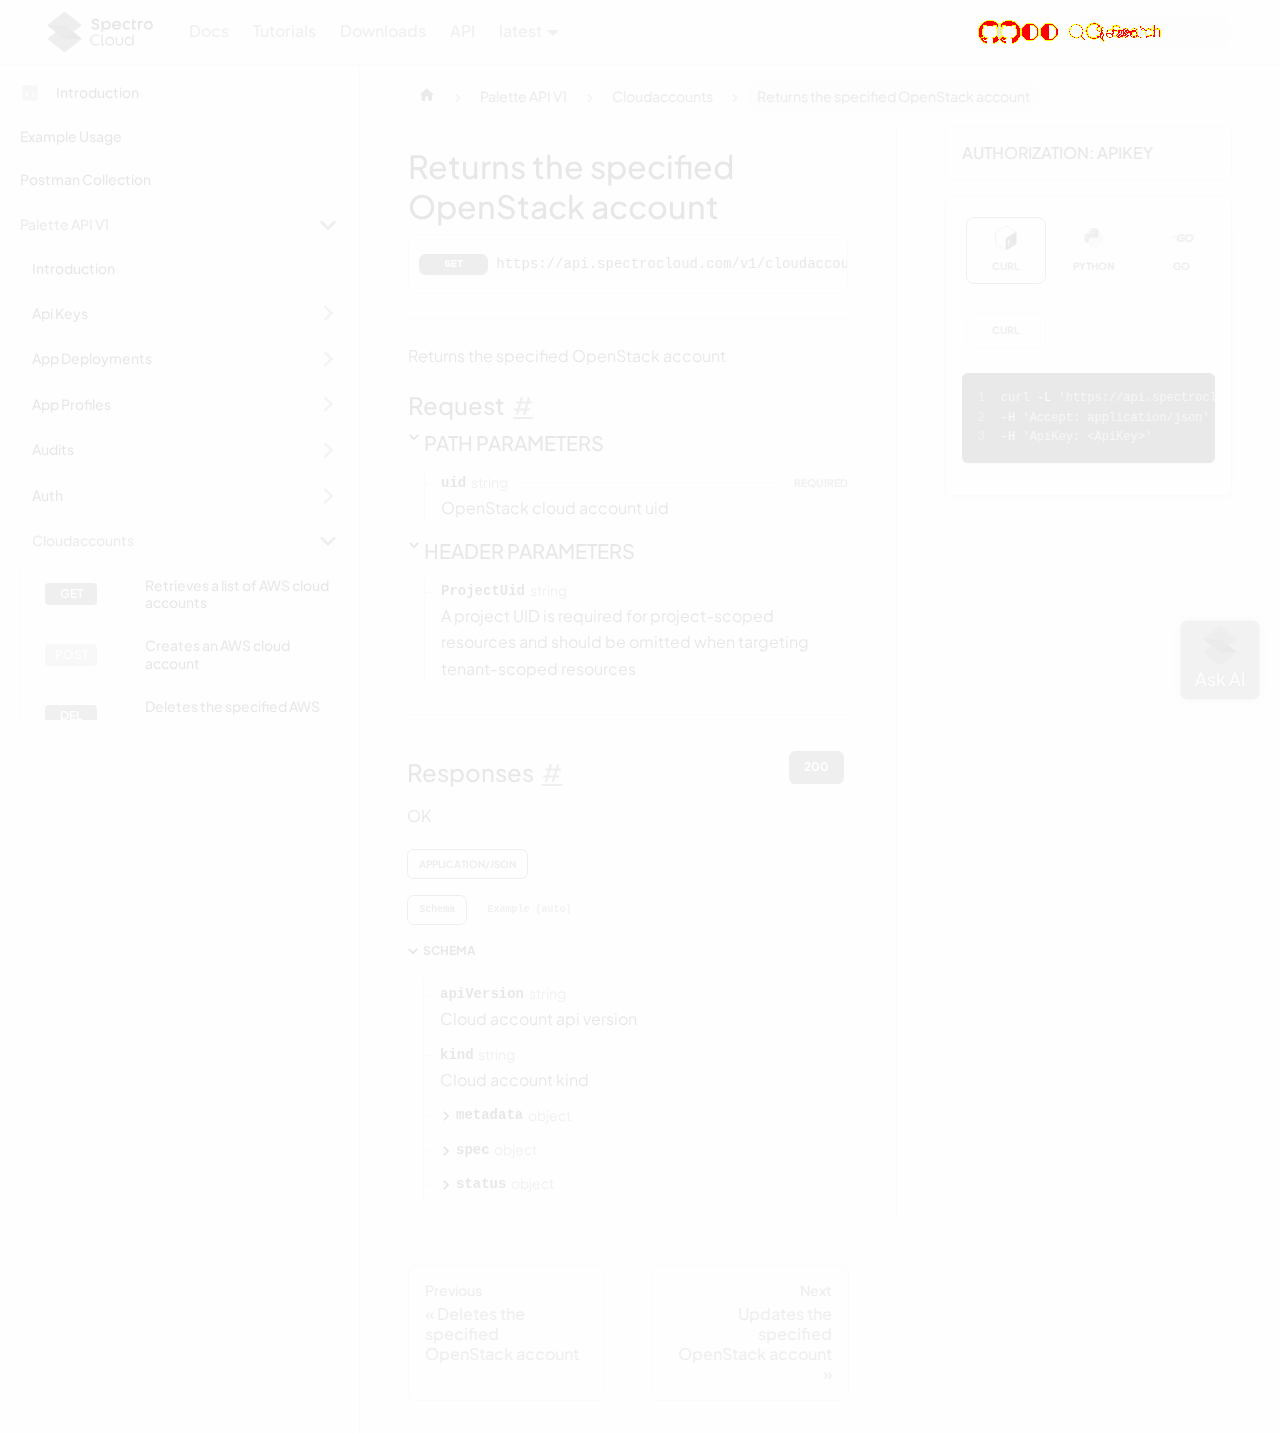 Spectro
Cloud
Docs
Tutorials
Downloads
API
latest
Introduction
Example Usage
Postman Collection
Palette API V1
Introduction
Api Keys
App Deployments
App Profiles
Audits
Auth
Cloudaccounts
GET
Retrieves a list of AWS cloud
accounts
POST
Creates an AWS cloud
account
DEL
Deletes the specified AWS
Palette API V1
Cloudaccounts
Returns the specified OpenStack account
Returns the specified
OpenStack account
GET
https://api.spectrocloud.com/v1/cloudaccou
Returns the specified OpenStack account
Request #
PATH PARAMETERS
uid string
REQUIRED
OpenStack cloud account uid
HEADER PARAMETERS
ProjectUid string
A project UID is required for project-scoped
resources and should be omitted when targeting
tenant-scoped resources
Responses #
200
OK
APPLICATION/JSON
Schema
Example (auto)
SCHEMA
apiVersion string
Cloud account api version
kind string
Cloud account kind
metadata object
spec object
status object
Previous
« Deletes the
specified
OpenStack account
Next
Updates the
specified
OpenStack account
»
AUTHORIZATION: APIKEY
CURL
PYTHON
GO
GO
CURL
1 curl -L 'https://api.spectrocl
2 -H 'Accept: application/json'
3 -H 'ApiKey: <ApiKey>'
Ask AI